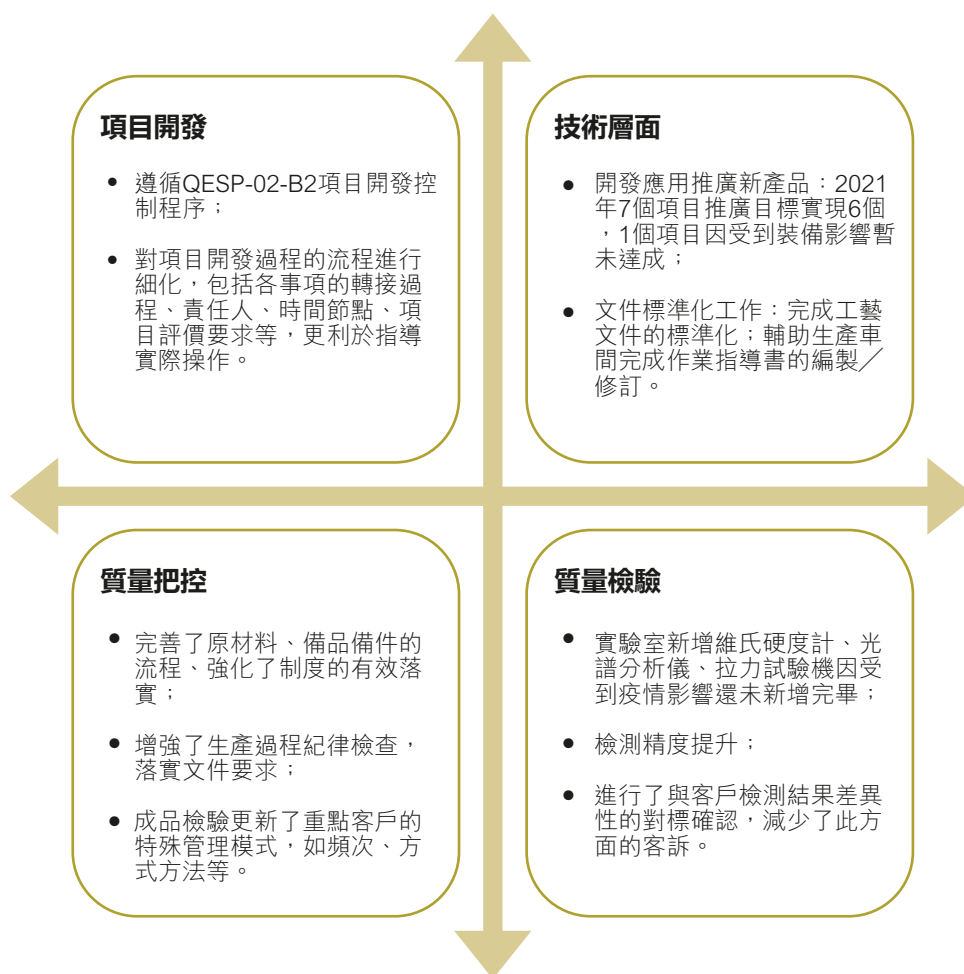 項目開發
• 遵循QESP-02-B2項目開發控
制程序；
• 對項目開發過程的流程進行
細化，包括各事項的轉接過
程、責任人、時間節點、項
目評價要求等，更利於指導
實際操作。
技術層面
• 開發應用推廣新產品：2021
年7個項目推廣目標實現6個
，1個項目因受到裝備影響暫
未達成；
• 文件標準化工作：完成工藝
文件的標準化；輔助生產車
間完成作業指導書的編製╱
修訂。
質量把控
• 完善了原材料、備品備件的
流程、強化了制度的有效落
實；
• 增強了生產過程紀律檢查，
落實文件要求；
• 成品檢驗更新了重點客戶的
特殊管理模式，如頻次、方
式方法等。
質量檢驗
• 實驗室新增維氏硬度計、光
譜分析儀、拉力試驗機因受
到疫情影響還未新增完畢；
• 檢測精度提升；
• 進行了與客戶檢測結果差異
性的對標確認，減少了此方
面的客訴。